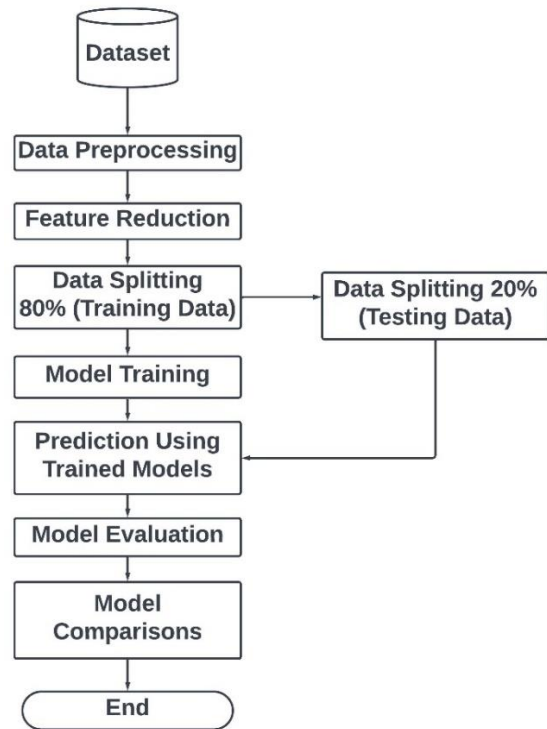 Dataset
Data Preprocessing
Feature Reduction
Data Splitting
80% (Training Data)
Data Splitting 20%
(Testing Data)
Model Training
Prediction Using
Trained Models
Model Evaluation
Model
Comparisons
End